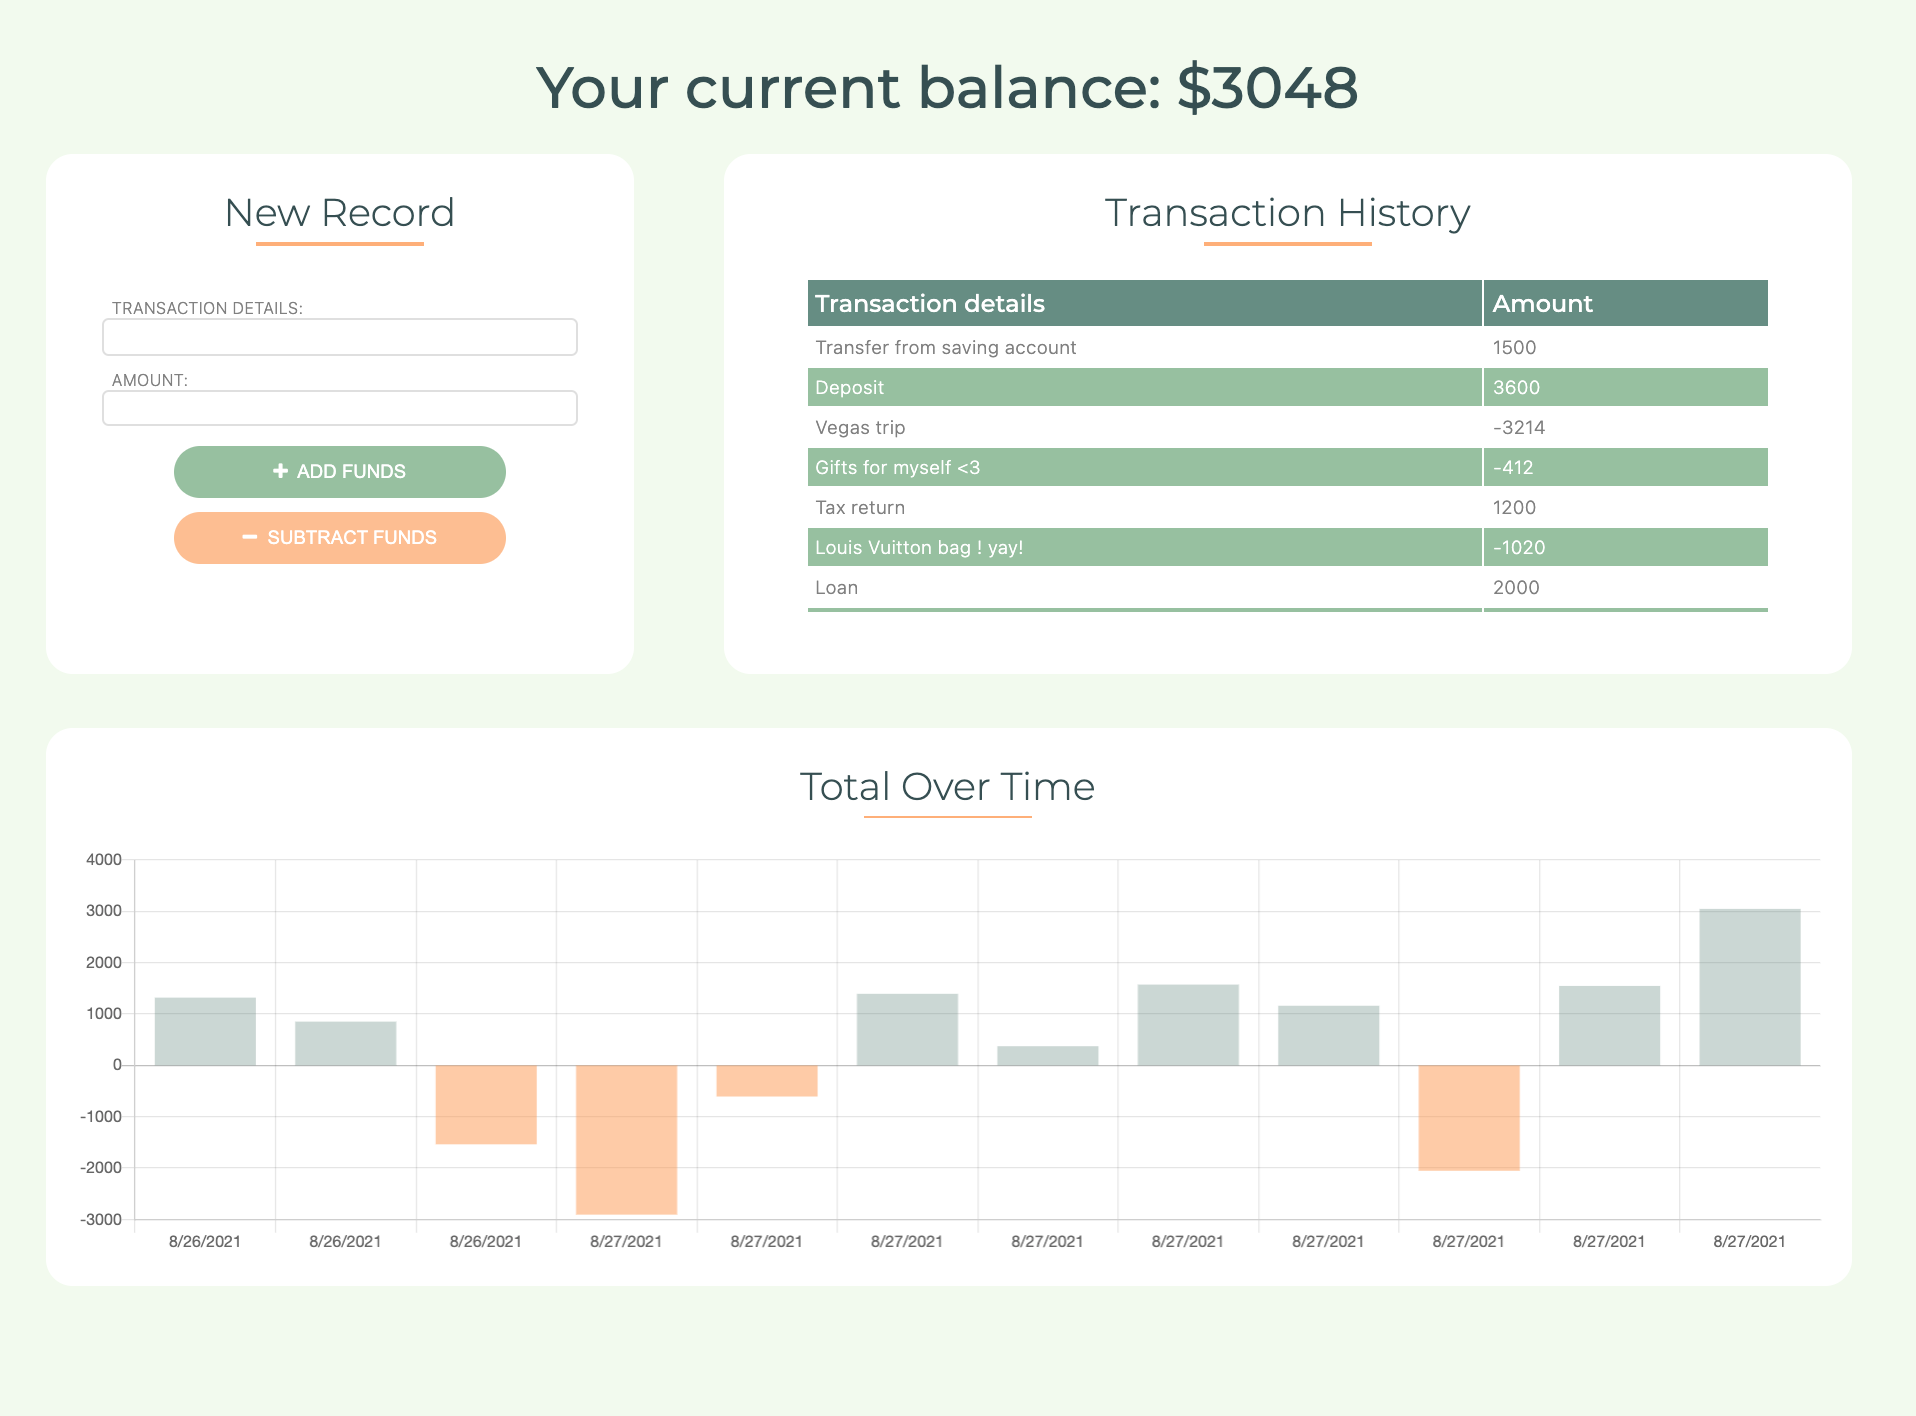 Your current balance: $3048
New Record
TRANSACTION DETAILS:
AMOUNT:
ADD FUNDS
SUBTRACT FUNDS
Transaction History
Transaction details Amount
Transfer from saving account 1500
Deposit 3600
Vegas trip -3214
Gifts for myself <3 -412
Tax return 1200
Louis Vuitton bag ! yay! -1020
Loan 2000
Total Over Time
4000
3000
2000
1000
0
-1000
-2000
-3000
8/26/2021 8/26/2021 8/26/2021 8/27/2021 8/27/2021 8/27/2021 8/27/2021 8/27/2021 8/27/2021 8/27/2021 8/27/2021 8/27/2021